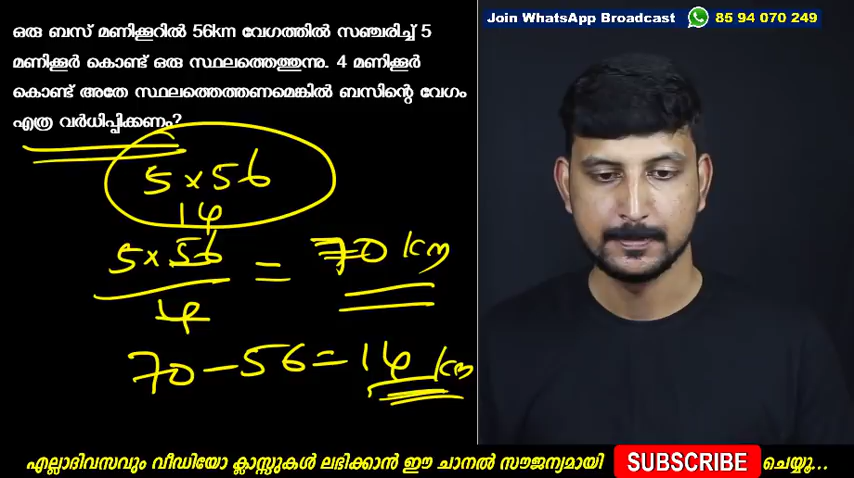 Join WhatsApp Broadcast 85 94 070 249
ഒരു ബസ് മണിക്കൂറിൽ 56km വേഗത്തിൽ സഞ്ചരിച്ച് 5
മണിക്കൂർ കൊണ്ട് ഒരു സ്ഥലത്തെത്തുന്നു. 4 മണിക്കൂർ
കൊണ്ട് അതേ സ്ഥലത്തെത്തണമെങ്കിൽ ബസിന്റെ വേഗം
എത്ര വർധിപ്പിക്കണം?
5 × 56
14
5 × 56 = 70 km
4
70 - 56 = 14 km
എല്ലാദിവസവും വീഡിയോ ക്ലാസ്സുകൾ ലഭിക്കാൻ ഈ ചാനൽ സൗജന്യമായി SUBSCRIBE ചെയ്യൂ...